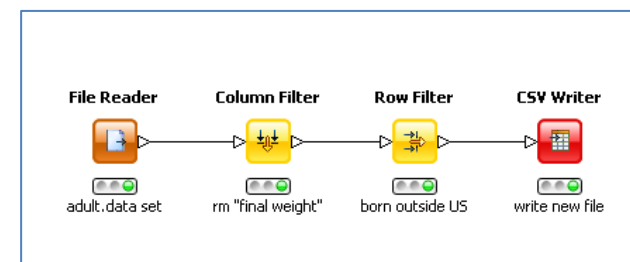 File Reader
Column Filter
Row Filter
CSV Writer
adult.data set
rm "final weight"
born outside US
write new file